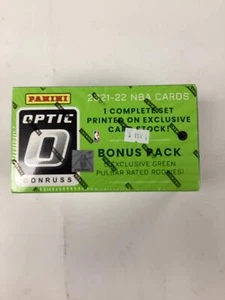 PANINI
2021-22 NBA CARDS
OPTIC
DONRUSS
1 COMPLETE SET
PRINTED ON EXCLUSIVE
CARD STOCK!
BONUS PACK
EXCLUSIVE GREEN
PULSAR RATED ROOKIES!